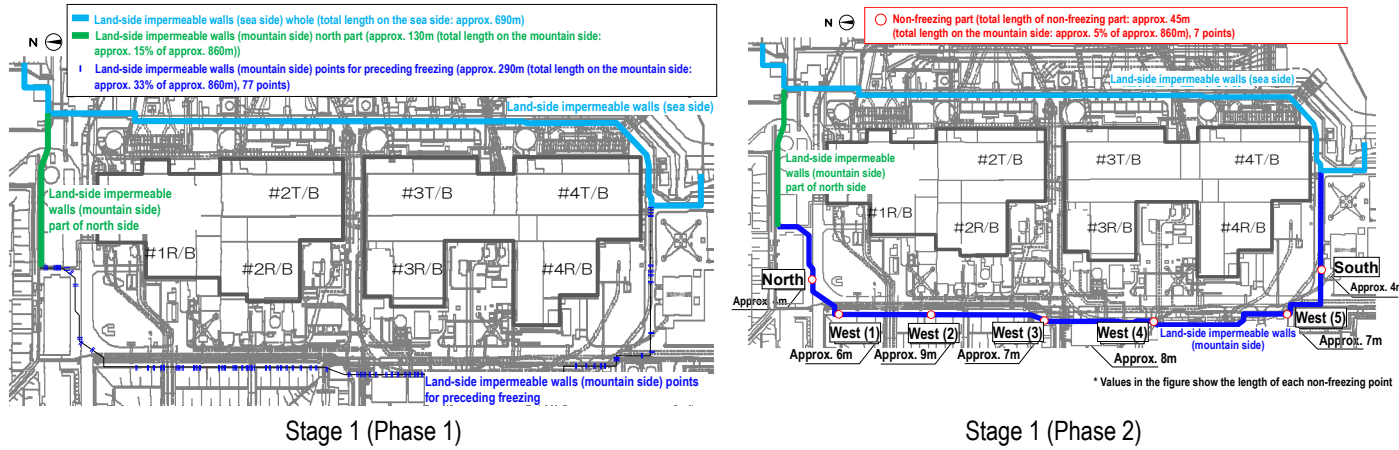 Land-side impermeable walls (sea side) whole (total length on the sea side: approx. 690m)
Land-side impermeable walls (mountain side) north part (approx. 130m (total length on the mountain side:
approx. 15% of approx. 860m))
Land-side impermeable walls (mountain side) points for preceding freezing (approx. 290m (total length on the mountain side:
approx. 33% of approx. 860m), 77 points)
N
Land-side impermeable walls (sea side)
Land-side impermeable
walls (mountain side)
part of north side
#2T/B
#3T/B
#4T/B
#1R/B
#2R/B
#3R/B
#4R/B
Land-side impermeable walls (mountain side) points
for preceding freezing
Stage 1 (Phase 1)
Non-freezing part (total length of non-freezing part: approx. 45m
(total length on the mountain side: approx. 5% of approx. 860m), 7 points)
N
Land-side impermeable walls (sea side)
Land-side impermeable
walls (mountain side)
part of north side
#2T/B
#3T/B
#4T/B
#1R/B
#2R/B
#3R/B
#4R/B
North
Approx. m
South
Approx. 4m
West (1)
West (2)
West (3)
West (4)
West (5)
Land-side impermeable walls
(mountain side)
Approx. 6m
Approx. 9m
Approx. 7m
Approx. 8m
Approx. 7m
* Values in the figure show the length of each non-freezing point
Stage 1 (Phase 2)